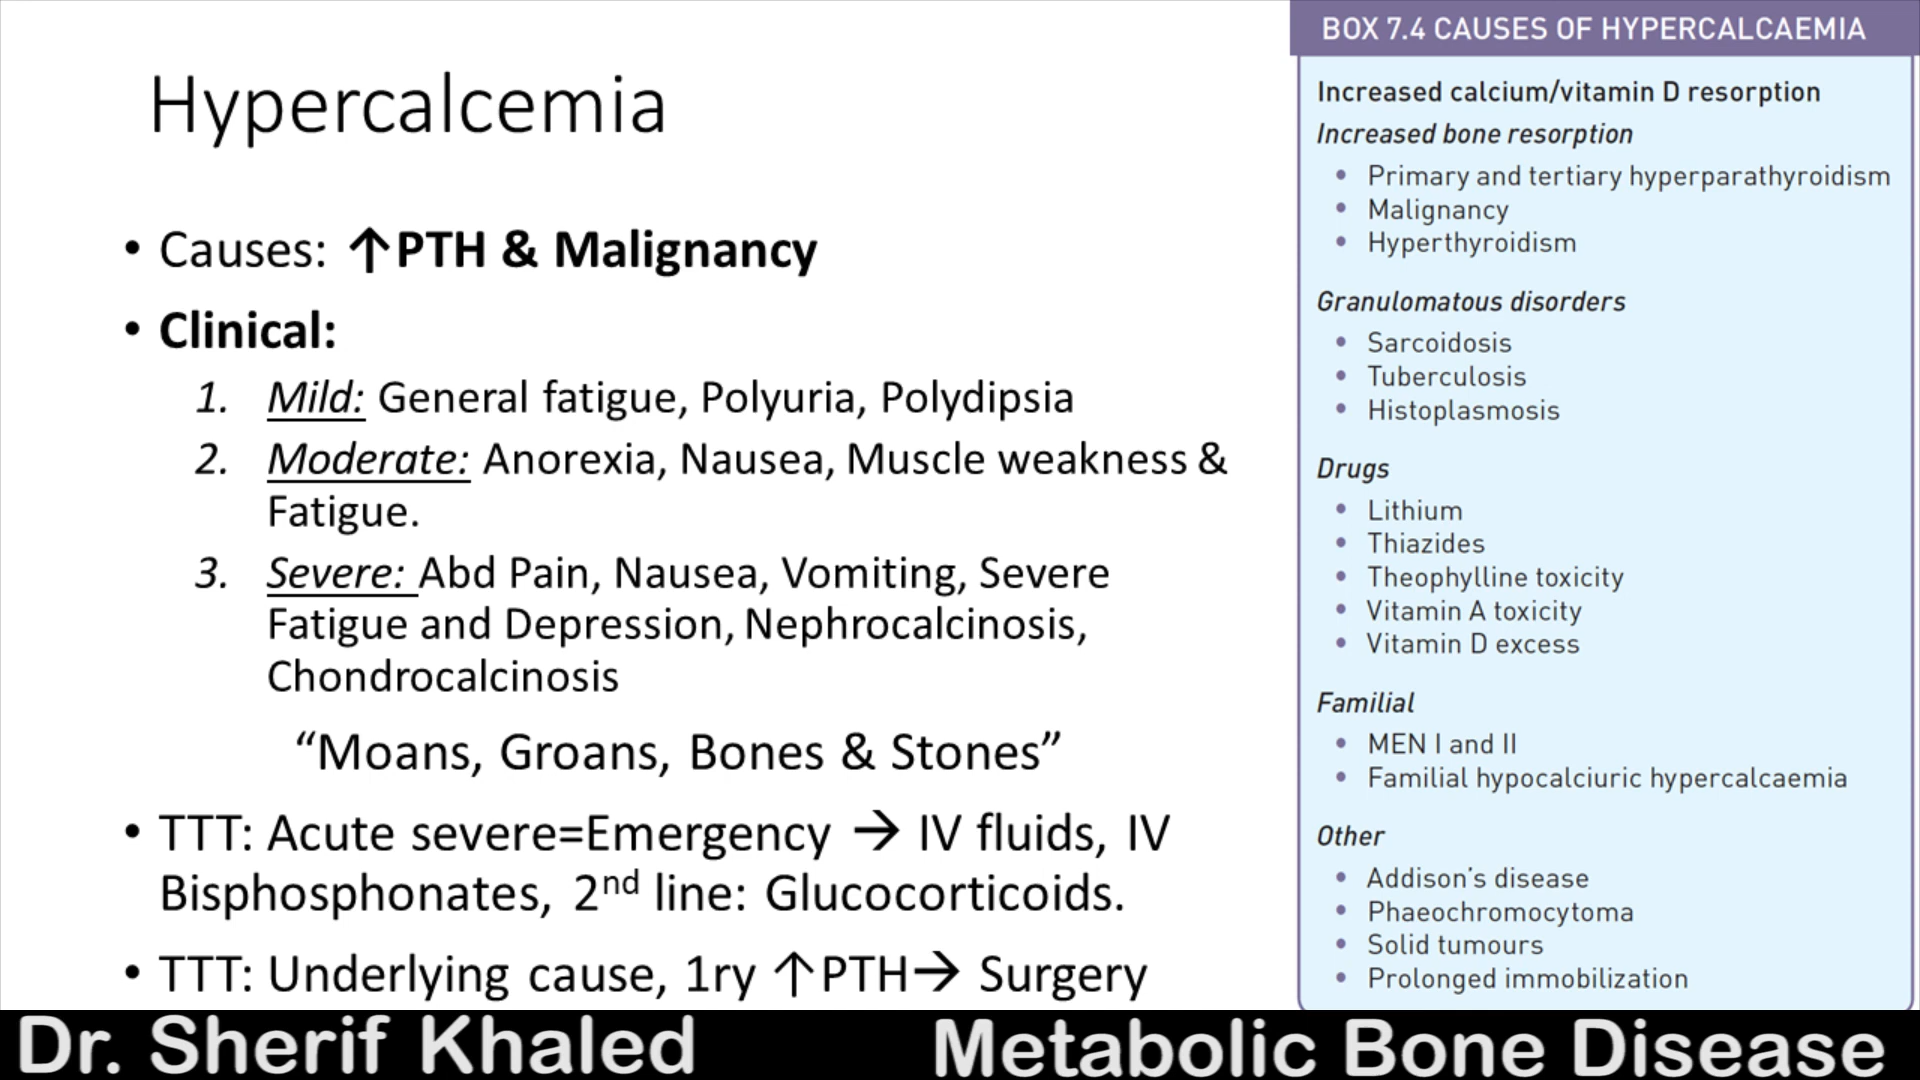 Hypercalcemia
• Causes: ↑PTH & Malignancy
• Clinical:
1. Mild: General fatigue, Polyuria, Polydipsia
2. Moderate: Anorexia, Nausea, Muscle weakness &
Fatigue.
3. Severe: Abd Pain, Nausea, Vomiting, Severe
Fatigue and Depression, Nephrocalcinosis,
Chondrocalcinosis
“Moans, Groans, Bones & Stones”
• TTT: Acute severe=Emergency → IV fluids, IV
Bisphosphonates, 2nd line: Glucocorticoids.
• TTT: Underlying cause, 1ry ↑PTH→ Surgery
BOX 7.4 CAUSES OF HYPERCALCAEMIA
Increased calcium/vitamin D resorption
Increased bone resorption
• Primary and tertiary hyperparathyroidism
• Malignancy
• Hyperthyroidism
Granulomatous disorders
• Sarcoidosis
• Tuberculosis
• Histoplasmosis
Drugs
• Lithium
• Thiazides
• Theophylline toxicity
• Vitamin A toxicity
• Vitamin D excess
Familial
• MEN I and II
• Familial hypocalciuric hypercalcaemia
Other
• Addison's disease
• Phaeochromocytoma
• Solid tumours
• Prolonged immobilization
Dr. Sherif Khaled
Metabolic Bone Disease